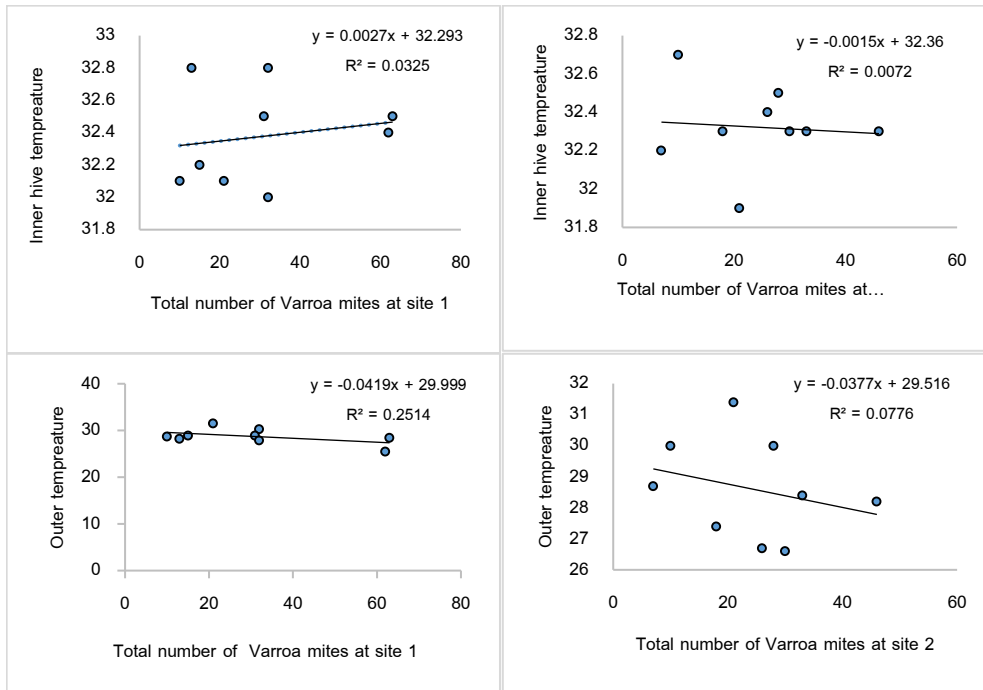 y = 0.0027x + 32.293
R² = 0.0325
33
32.8
32.6
32.4
32.2
32
31.8
Inner hive tempreature
0 20 40 60 80
Total number of Varroa mites at site 1
y = -0.0015x + 32.36
R² = 0.0072
32.8
32.6
32.4
32.2
32
31.8
Inner hive tempreature
0 20 40 60
Total number of Varroa mites at…
y = -0.0419x + 29.999
R² = 0.2514
40
30
20
10
0
Outer tempreature
0 20 40 60 80
Total number of Varroa mites at site 1
y = -0.0377x + 29.516
R² = 0.0776
32
31
30
29
28
27
26
Outer tempreature
0 20 40 60
Total number of Varroa mites at site 2